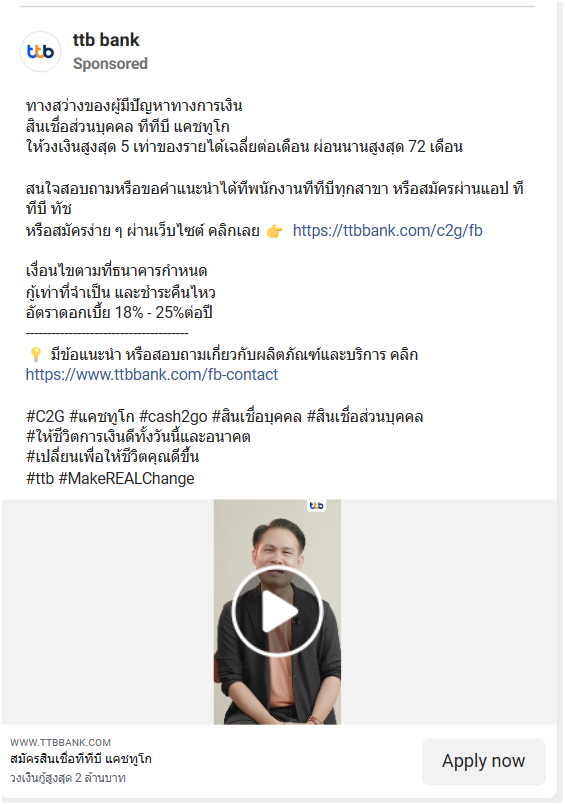 ttb
ttb bank
Sponsored
ทางสว่างของผู้มีปัญหาทางการเงิน
สินเชื่อส่วนบุคคล ทีทีบี แคชทูโก
ให้วงเงินสูงสุด 5 เท่าของรายได้เฉลี่ยต่อเดือน ผ่อนนานสูงสุด 72 เดือน
สนใจสอบถามหรือขอคำแนะนำได้ที่พนักงานทีทีบีทุกสาขา หรือสมัครผ่านแอป ที
ทีบี ทัช
หรือสมัครง่าย ๆ ผ่านเว็บไซต์ คลิกเลย 👉 https://ttbbank.com/c2g/fb
เงื่อนไขตามที่ธนาคารกำหนด
กู้เท่าที่จำเป็น และชำระคืนไหว
อัตราดอกเบี้ย 18% - 25%ต่อปี
---------------------------------------
💡 มีข้อแนะนำ หรือสอบถามเกี่ยวกับผลิตภัณฑ์และบริการ คลิก
https://www.ttbbank.com/fb-contact
#C2G #แคชทูโก #cash2go #สินเชื่อบุคคล #สินเชื่อส่วนบุคคล
#ให้ชีวิตการเงินดีทั้งวันนี้และอนาคต
#เปลี่ยนเพื่อให้ชีวิตคุณดีขึ้น
#ttb #MakeREALChange
ttb
WWW.TTBBANK.COM
สมัครสินเชื่อทีทีบี แคชทูโก
วงเงินกู้สูงสุด 2 ล้านบาท
Apply now